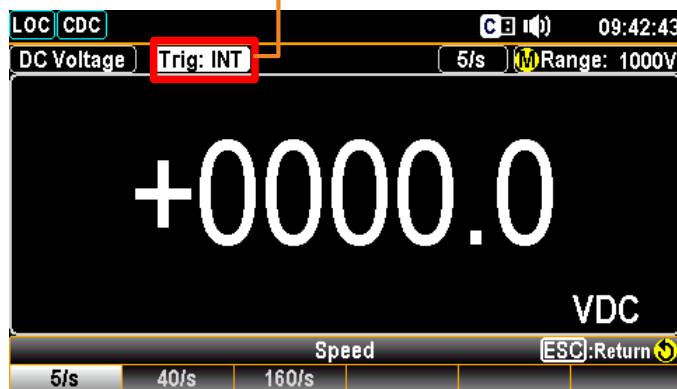 LOC CDC C 09:42:43
DC Voltage Trig: INT 5/s M Range: 1000V
+0000.0
VDC
Speed ESC:Return
5/s 40/s 160/s